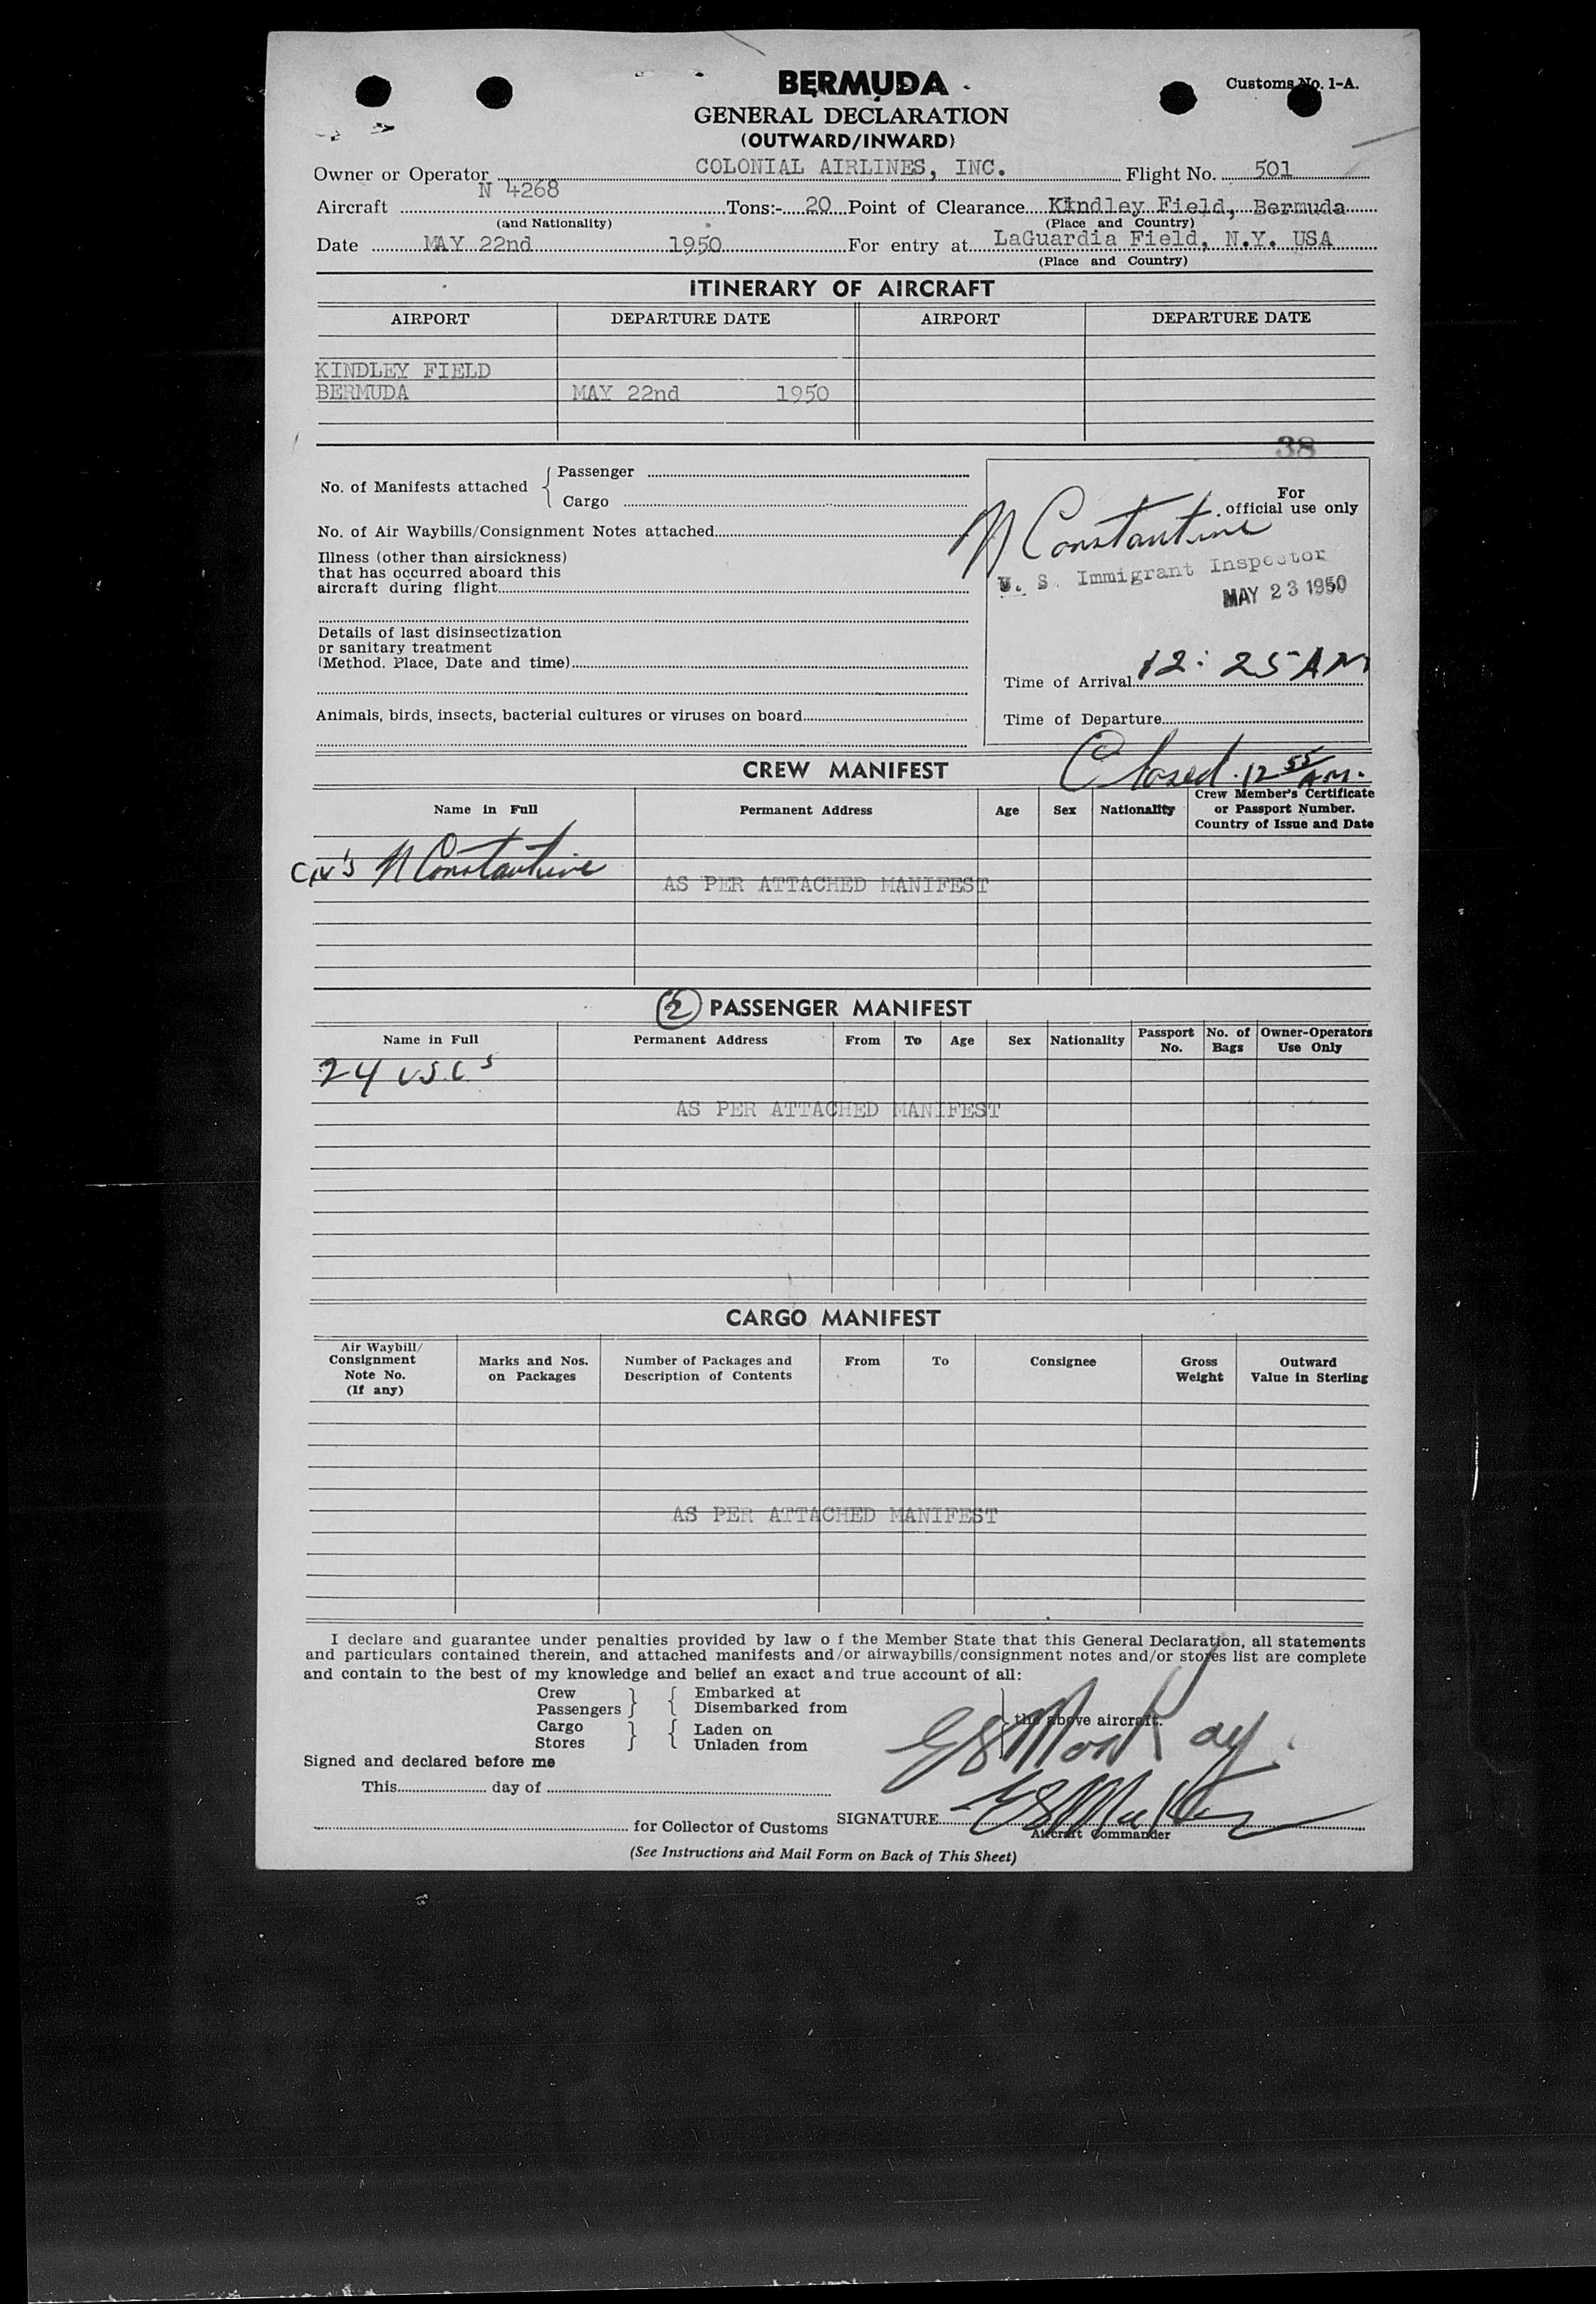 BERMUDA
Customs No. 1-A.
GENERAL DECLARATION
(OUTWARD/INWARD)
Owner or Operator COLONIAL AIRLINES, INC. Flight No. 501
Aircraft N 4268 Tons:- 20 Point of Clearance Kindley Field, Bermuda
(and Nationality) (Place and Country)
Date MAY 22nd 1950 For entry at LaGuardia Field, N.Y. USA
(Place and Country)
ITINERARY OF AIRCRAFT
AIRPORT DEPARTURE DATE AIRPORT DEPARTURE DATE
KINDLEY FIELD
BERMUDA MAY 22nd 1950
38
No. of Manifests attached { Passenger
Cargo
For
official use only
No. of Air Waybills/Consignment Notes attached
N Constantine
Illness (other than airsickness)
that has occurred aboard this
aircraft during flight
U. S. Immigrant Inspector
MAY 23 1950
Details of last disinsectization
or sanitary treatment
(Method. Place, Date and time)
Time of Arrival 12:25 AM
Animals, birds, insects, bacterial cultures or viruses on board
Time of Departure
Closed 12 55 A.M.
CREW MANIFEST
Name in Full Permanent Address Age Sex Nationality Crew Member's Certificate
or Passport Number.
Country of Issue and Date
N Constantine
AS PER ATTACHED MANIFEST
(2) PASSENGER MANIFEST
Name in Full Permanent Address From To Age Sex Nationality Passport No. No. of Bags Owner-Operators Use Only
24 U.S.C s
AS PER ATTACHED MANIFEST
CARGO MANIFEST
Air Waybill/
Consignment
Note No.
(If any)
Marks and Nos.
on Packages
Number of Packages and
Description of Contents
From To Consignee
Gross
Weight
Outward
Value in Sterling
AS PER ATTACHED MANIFEST
I declare and guarantee under penalties provided by law o f the Member State that this General Declaration, all statements
and particulars contained therein, and attached manifests and/or airwaybills/consignment notes and/or stores list are complete
and contain to the best of my knowledge and belief an exact and true account of all:
Crew } { Embarked at
Passengers } { Disembarked from
} the above aircraft.
Cargo } { Laden on
Stores } { Unladen from
Signed and declared before me
This day of
SIGNATURE
for Collector of Customs
Aircraft Commander
(See Instructions and Mail Form on Back of This Sheet)